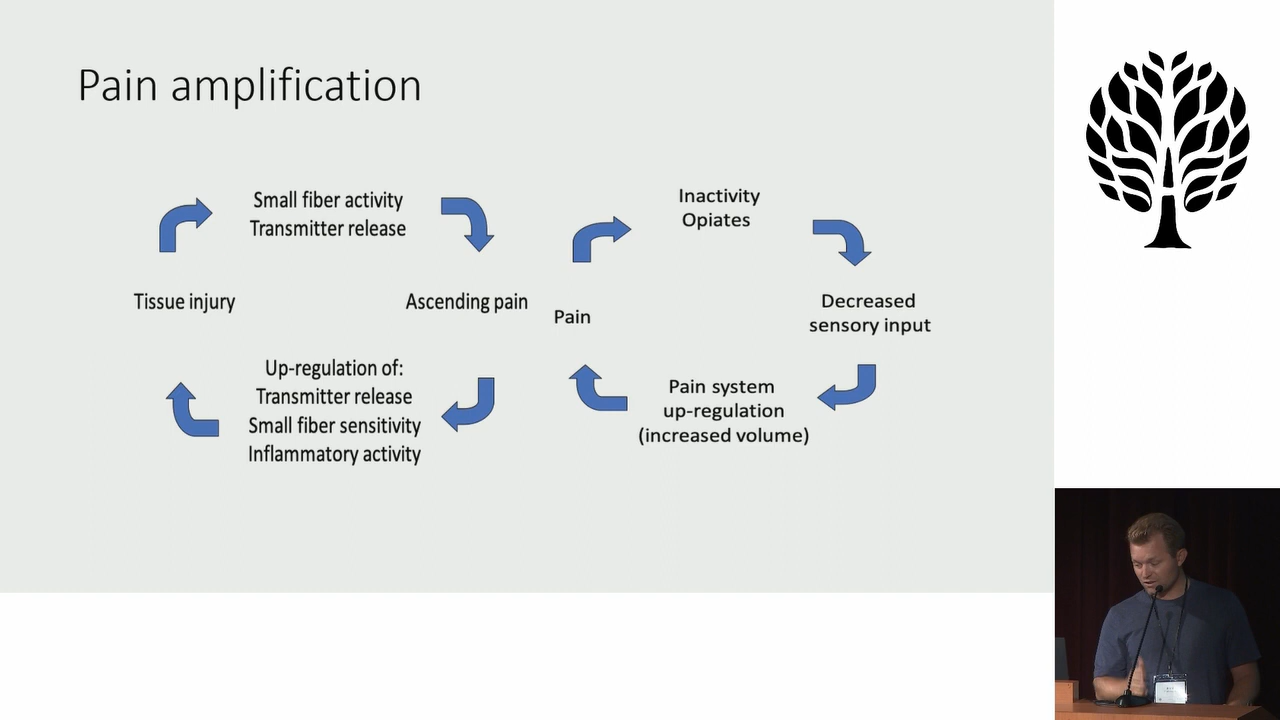 Pain amplification
Small fiber activity
Transmitter release
Tissue injury
Ascending pain
Up-regulation of:
Transmitter release
Small fiber sensitivity
Inflammatory activity
Inactivity
Opiates
Pain
Decreased
sensory input
Pain system
up-regulation
(increased volume)